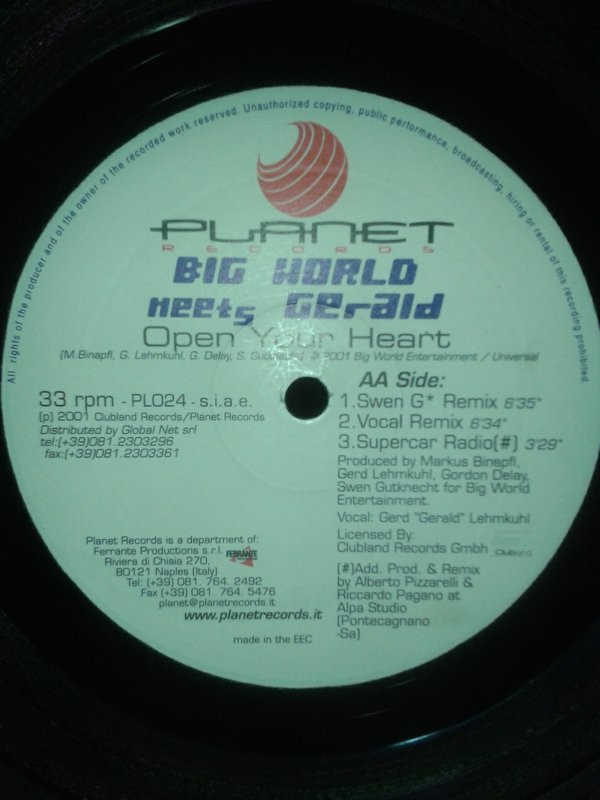 All rights of the producer and of the owner of the recorded work reserved. Unauthorized copying, public performance, broadcasting, hiring or rental of this recording prohibited.
PLANET
RECORDS
BIG WORLD
meets Gerald
Open Your Heart
(M.Binapfl, G. Lehmkuhl, G. Delay, S. Gutknecht) © 2001 Big World Entertainment / Universal
33 rpm - PL024 - s.i.a.e.
[p] 2001 Clubland Records/Planet Records
Distributed by Global Net srl
tel:(+39)081.2303296
fax:(+39)081.2303361
AA Side:
1.Swen G* Remix 6'35"
2.Vocal Remix 6'34"
3.Supercar Radio(#) 3'29"
Produced by Markus Binepfl,
Gerd Lehmkuhl, Gordon Delay,
Swen Gutknecht for Big World
Entertainment.
Vocal: Gerd "Gerald" Lehmkuhl
Licensed By:
Clubland Records Gmbh
Clubland
(#)Add. Prod. & Remix
by Alberto Pizzarelli &
Riccardo Pagano at
Alpa Studio
(Pontecagnano
-Sa)
Planet Records is a department of:
Ferrante Productions s.r.l.
FERRANTE
Riviera di Chiaia 270,
80121 Naples (Italy)
Tel: (+39) 081. 764. 2492
Fax (+39) 081. 764. 5476
planet@planetrecords.it
www.planetrecords.it
made in the EEC